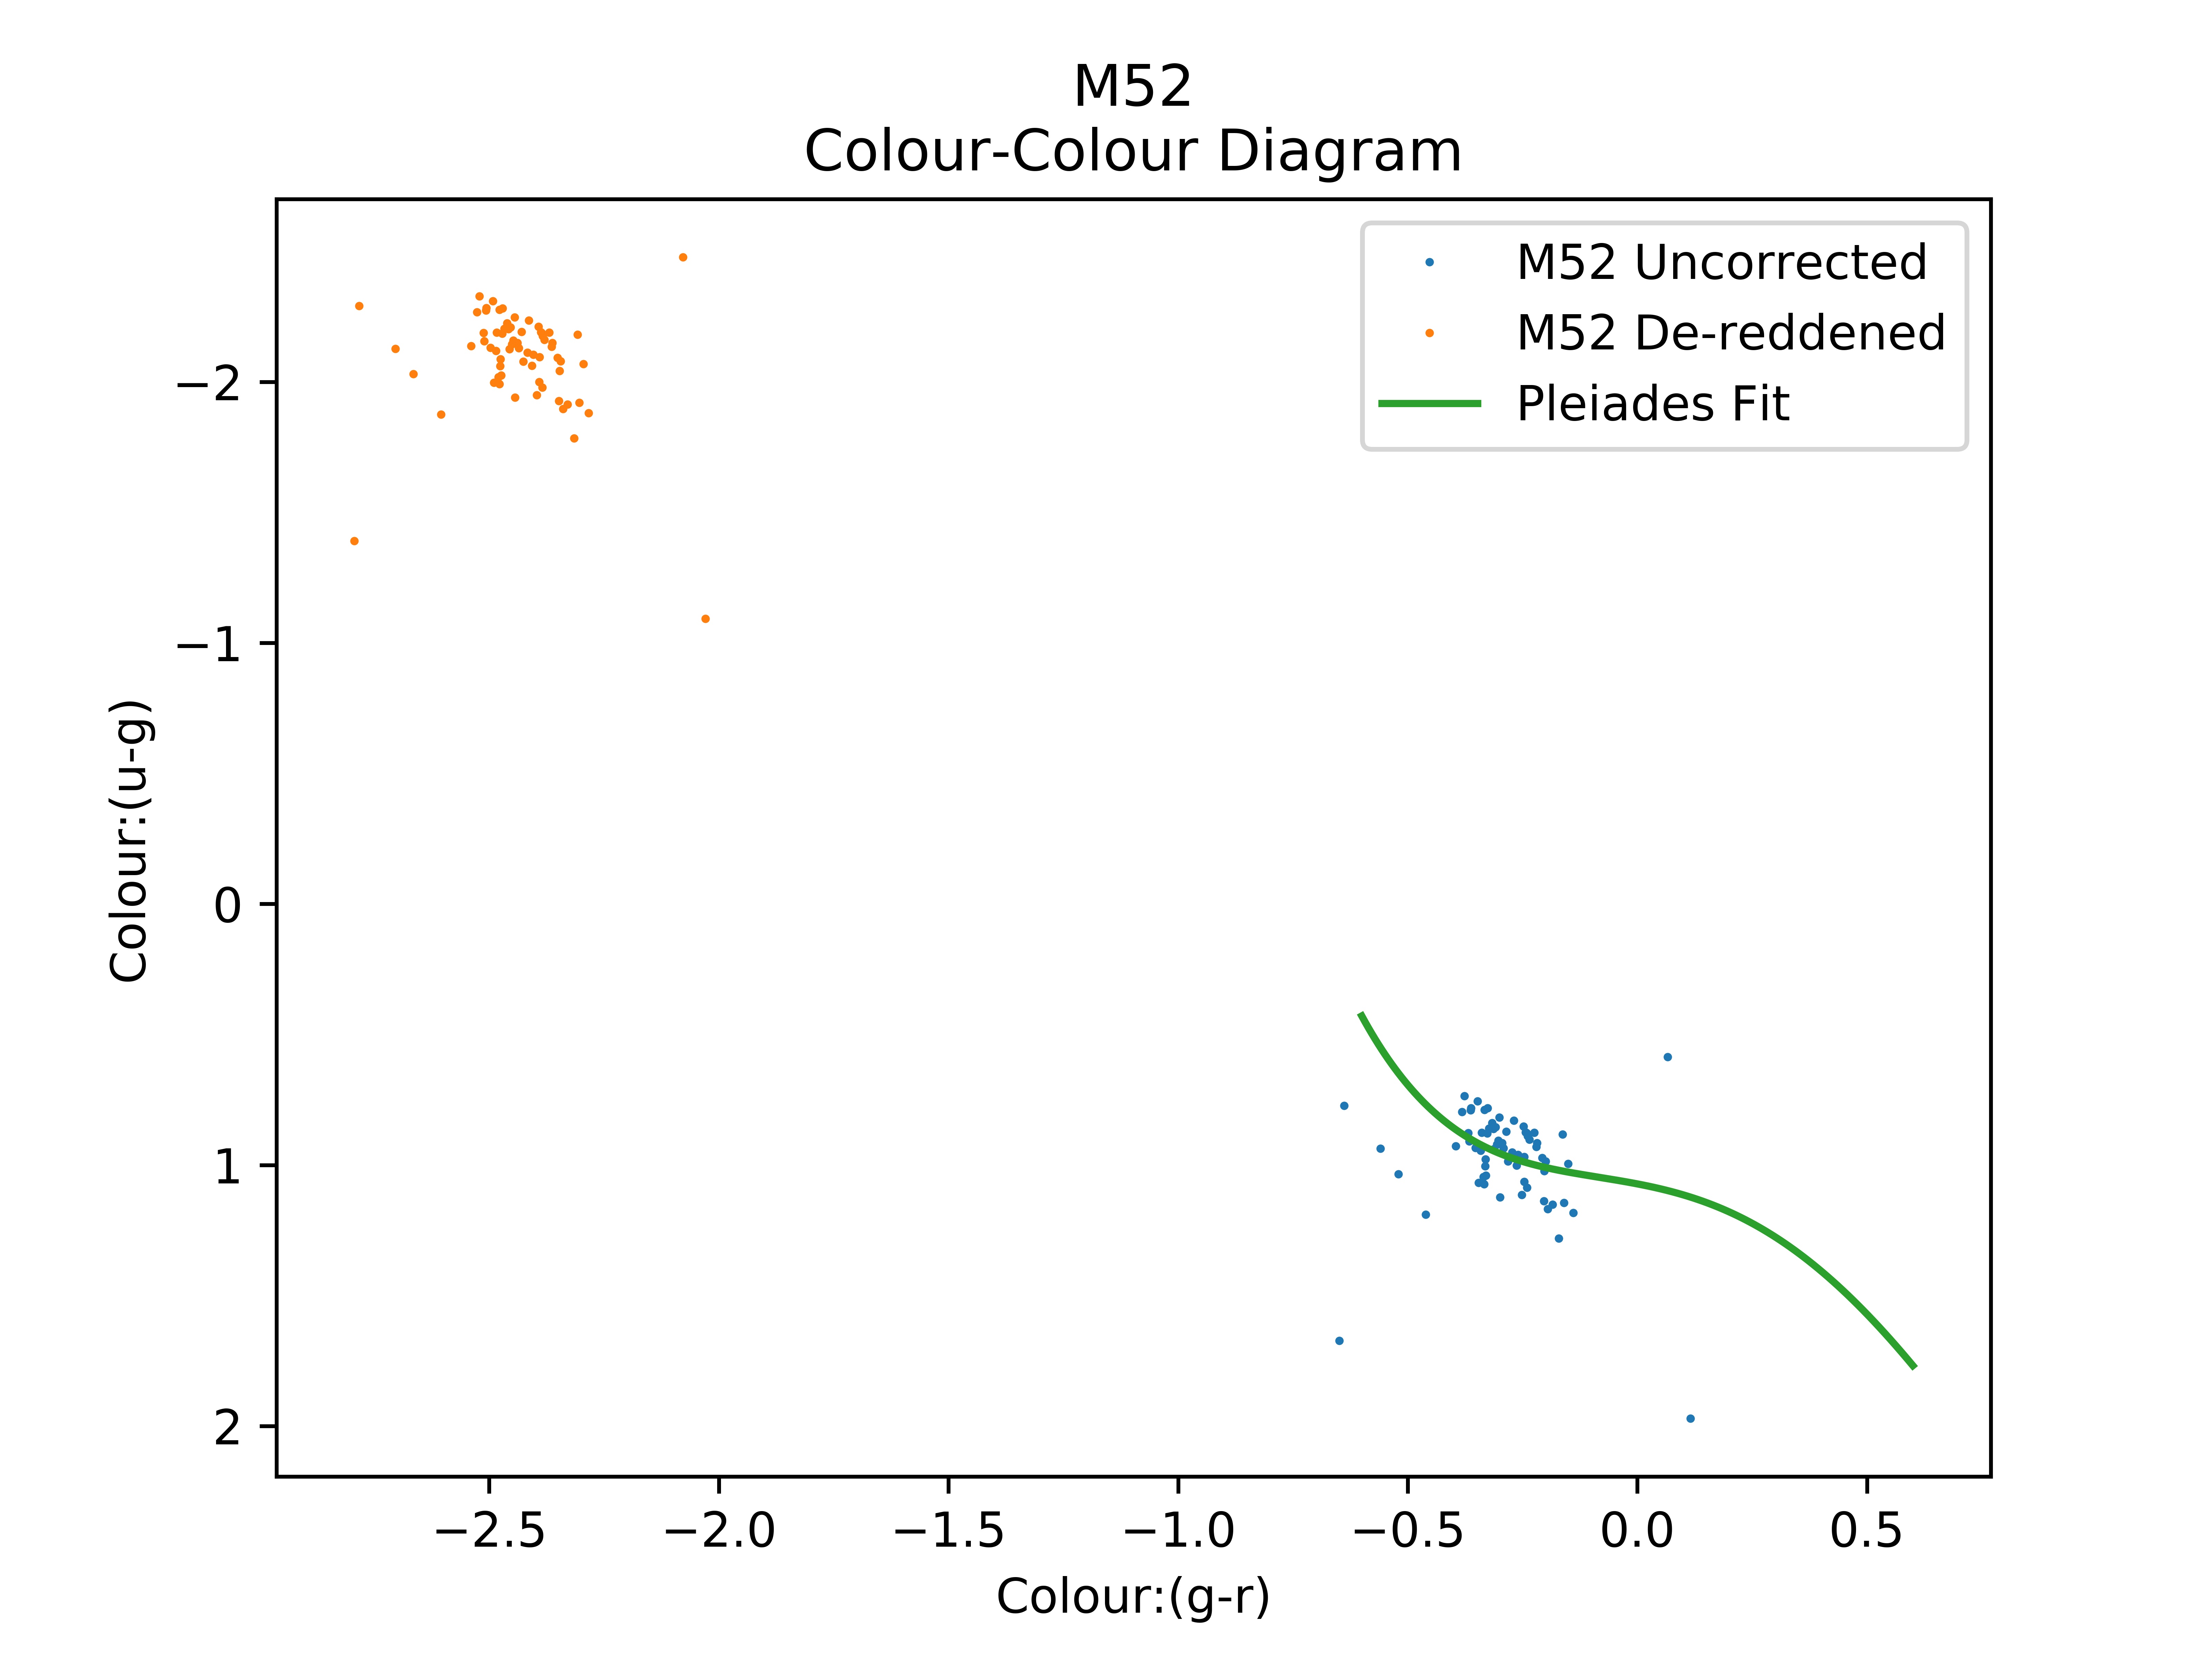 M52
Colour-Colour Diagram
M52 Uncorrected
M52 De-reddened
Pleiades Fit
−2
−1
0
1
2
Colour:(u-g)
−2.5 −2.0 −1.5 −1.0 −0.5 0.0 0.5
Colour:(g-r)